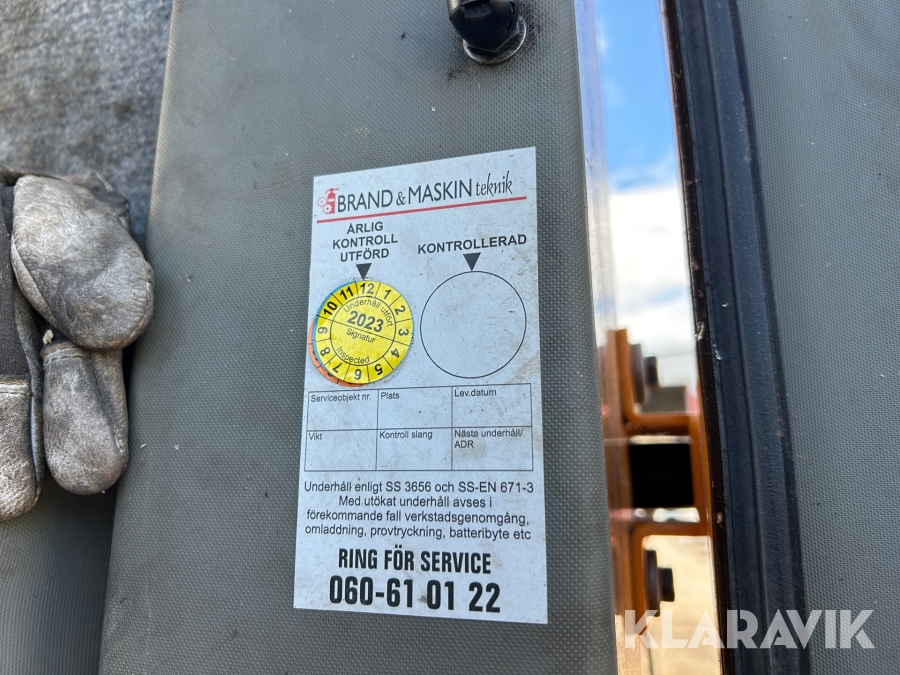 BRAND & MASKIN teknik
ÅRLIG
KONTROLL
UTFÖRD
KONTROLLERAD
12 1 2 3 4 5 6 7 8 9 10 11
Underhåll utfört
2023
Signatur
Inspected
Serviceobjekt nr. Plats Lev.datum
Vikt Kontroll slang Nästa underhåll/
ADR
Underhåll enligt SS 3656 och SS-EN 671-3
Med utökat underhåll avses i
förekommande fall verkstadsgenomgång,
omladdning, provtryckning, batteribyte etc
RING FÖR SERVICE
060-61 01 22
KLARAVIK